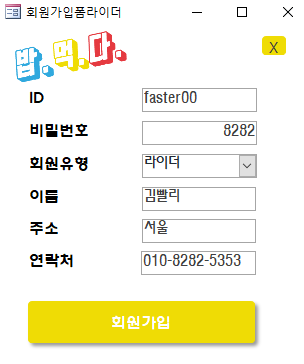 회원가입폼라이더
밥.먹.다.
X
ID faster00
비밀번호 8282
회원유형 라이더
이름 김빨리
주소 서울
연락처 010-8282-5353
회원가입